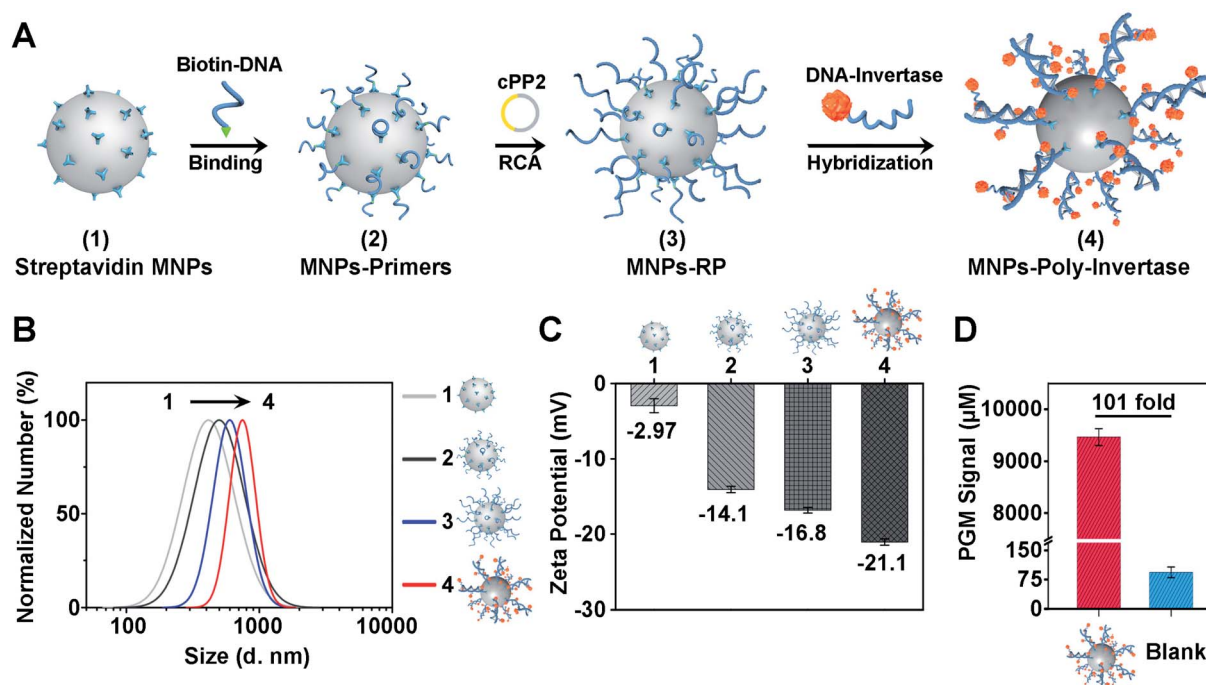 A
Biotin-DNA
Binding
cPP2
RCA
DNA-Invertase
Hybridization
(1)
Streptavidin MNPs
(2)
MNPs-Primers
(3)
MNPs-RP
(4)
MNPs-Poly-Invertase
B
Normalized Number (%)
100
50
0
1 4
100 1000 10000
Size (d. nm)
1
2
3
4
C
1 2 3 4
Zeta Potential (mV)
0
-10
-20
-30
-2.97
-14.1
-16.8
-21.1
D
PGM Signal (μM)
10000
9000
8000
150
75
0
101 fold
Blank